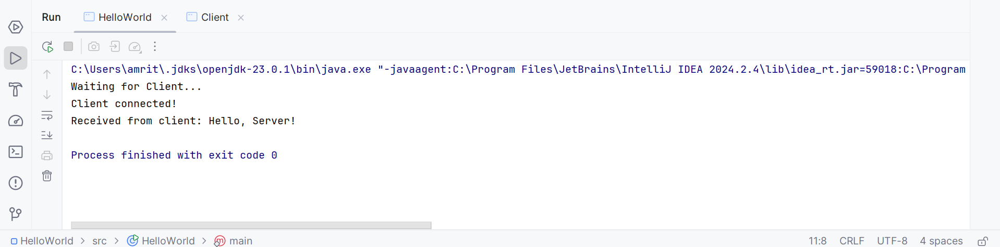 Run HelloWorld Client
C:\Users\amrit\.jdks\openjdk-23.0.1\bin\java.exe "-javaagent:C:\Program Files\JetBrains\IntelliJ IDEA 2024.2.4\lib\idea_rt.jar=59018:C:\Program
Waiting for Client...
Client connected!
Received from client: Hello, Server!
Process finished with exit code 0
HelloWorld > src > HelloWorld > main 11:8 CRLF UTF-8 4 spaces